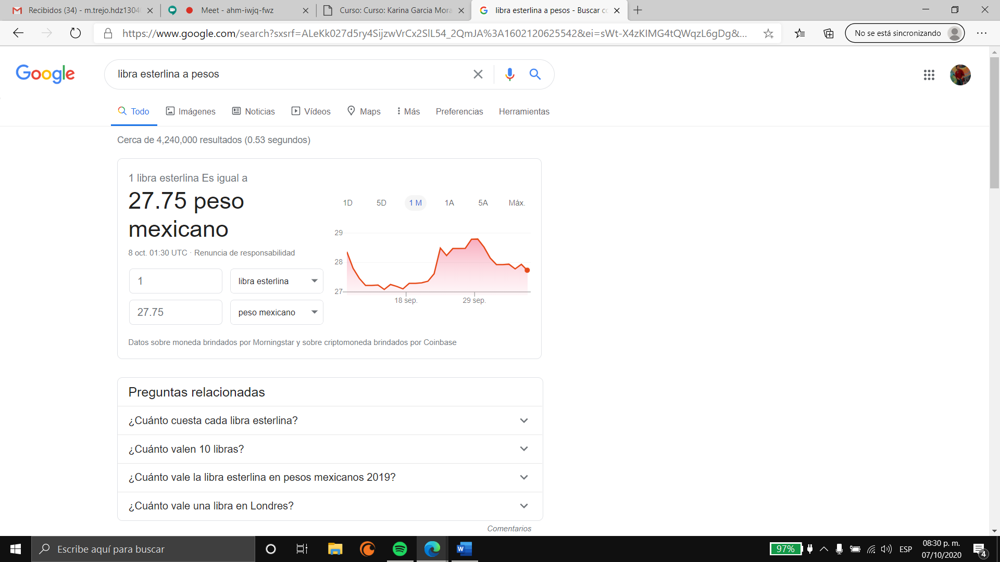 Recibidos (34) - m.trejo.hdz1304
Meet - ahm-iwjq-fwz
Curso: Curso: Karina Garcia Mora
libra esterlina a pesos - Buscar co
https://www.google.com/search?sxsrf=ALeKk027d5ry4SijzwVrCx2SlL54_2QmJA%3A1602120625542&ei=sWt-X4zKIMG4tQWqzL6gDg&...
No se está sincronizando
Google
libra esterlina a pesos
Todo
Imágenes
Noticias
Vídeos
Maps
Más
Preferencias
Herramientas
Cerca de 4,240,000 resultados (0.53 segundos)
1 libra esterlina Es igual a
27.75 peso
mexicano
8 oct. 01:30 UTC · Renuncia de responsabilidad
1
libra esterlina
27.75
peso mexicano
1D
5D
1 M
1A
5A
Máx.
29
28
27
18 sep.
29 sep.
Datos sobre moneda brindados por Morningstar y sobre criptomoneda brindados por Coinbase
Preguntas relacionadas
¿Cuánto cuesta cada libra esterlina?
¿Cuánto valen 10 libras?
¿Cuánto vale la libra esterlina en pesos mexicanos 2019?
¿Cuánto vale una libra en Londres?
Comentarios
Escribe aquí para buscar
W
97%
ESP
08:30 p. m.
07/10/2020
4